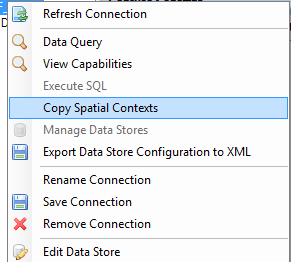 Refresh Connection
Data Query
View Capabilities
Execute SQL
Copy Spatial Contexts
Manage Data Stores
Export Data Store Configuration to XML
Rename Connection
Save Connection
Remove Connection
Edit Data Store